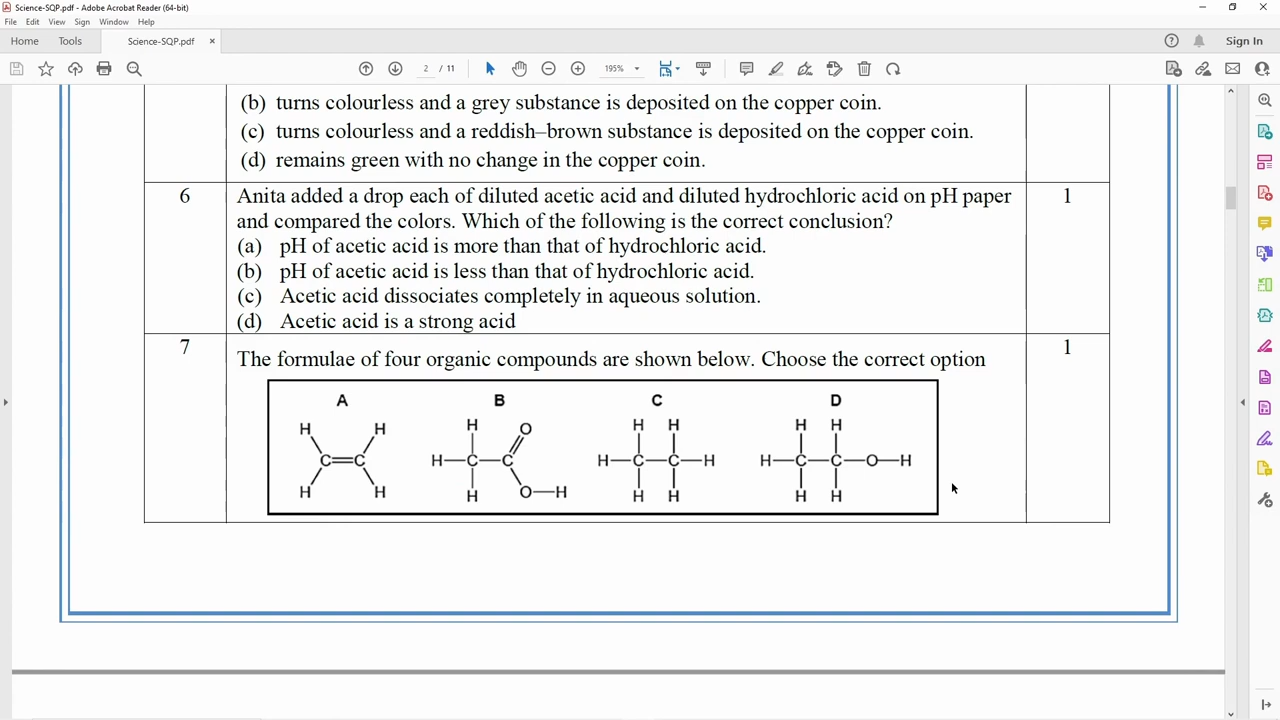 Science-SQP.pdf - Adobe Acrobat Reader (64-bit)
File Edit View Sign Window Help
Home Tools Science-SQP.pdf × Sign In
2 / 11 195%
(b) turns colourless and a grey substance is deposited on the copper coin.
(c) turns colourless and a reddish–brown substance is deposited on the copper coin.
(d) remains green with no change in the copper coin.
6 Anita added a drop each of diluted acetic acid and diluted hydrochloric acid on pH paper 1
and compared the colors. Which of the following is the correct conclusion?
(a) pH of acetic acid is more than that of hydrochloric acid.
(b) pH of acetic acid is less than that of hydrochloric acid.
(c) Acetic acid dissociates completely in aqueous solution.
(d) Acetic acid is a strong acid
7 1
The formulae of four organic compounds are shown below. Choose the correct option
A B C D
H H H O H H H H
H—C—C H—C—C—H H—C—C—O—H
C=C
H H H O—H H H H H